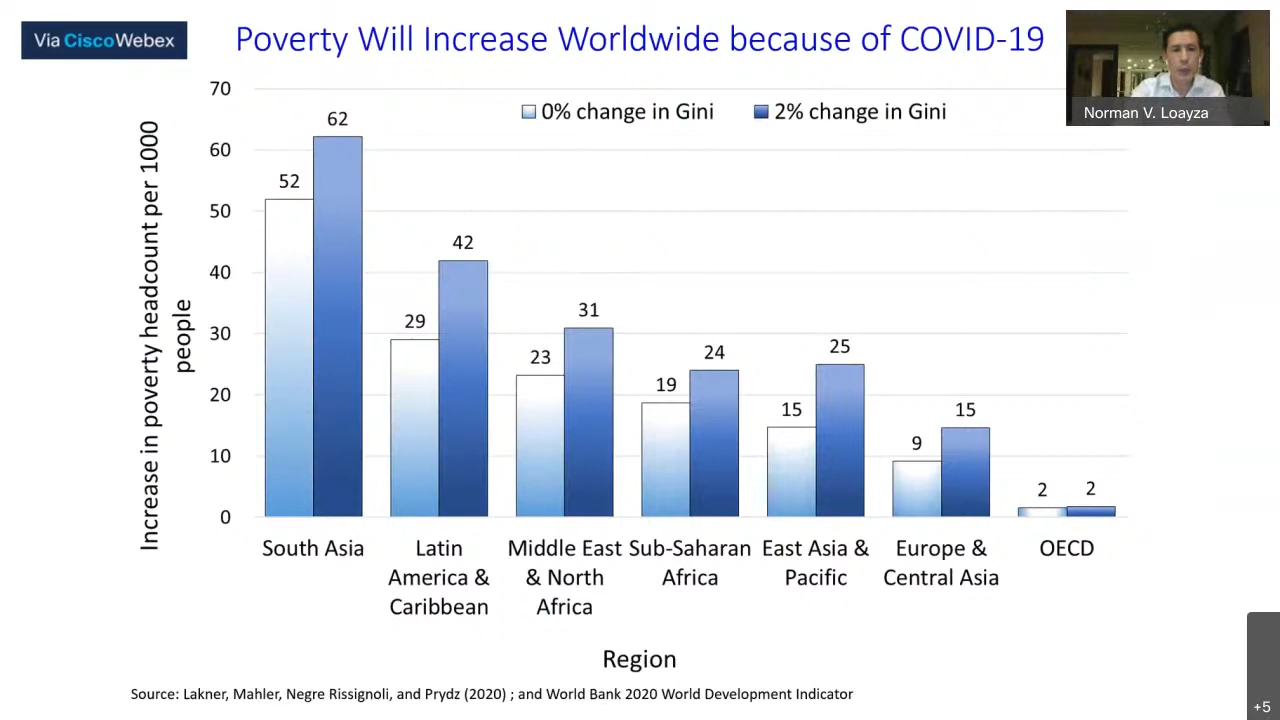 Via CiscoWebex
Poverty Will Increase Worldwide because of COVID-19
Norman V. Loayza
0% change in Gini
2% change in Gini
Increase in poverty headcount per 1000
people
70
60
50
40
30
20
10
0
52
62
29
42
23
31
19
24
15
25
9
15
2
2
South Asia
Latin
America &
Caribbean
Middle East
& North
Africa
Sub-Saharan
Africa
East Asia &
Pacific
Europe &
Central Asia
OECD
Region
Source: Lakner, Mahler, Negre Rissignoli, and Prydz (2020) ; and World Bank 2020 World Development Indicator
+5